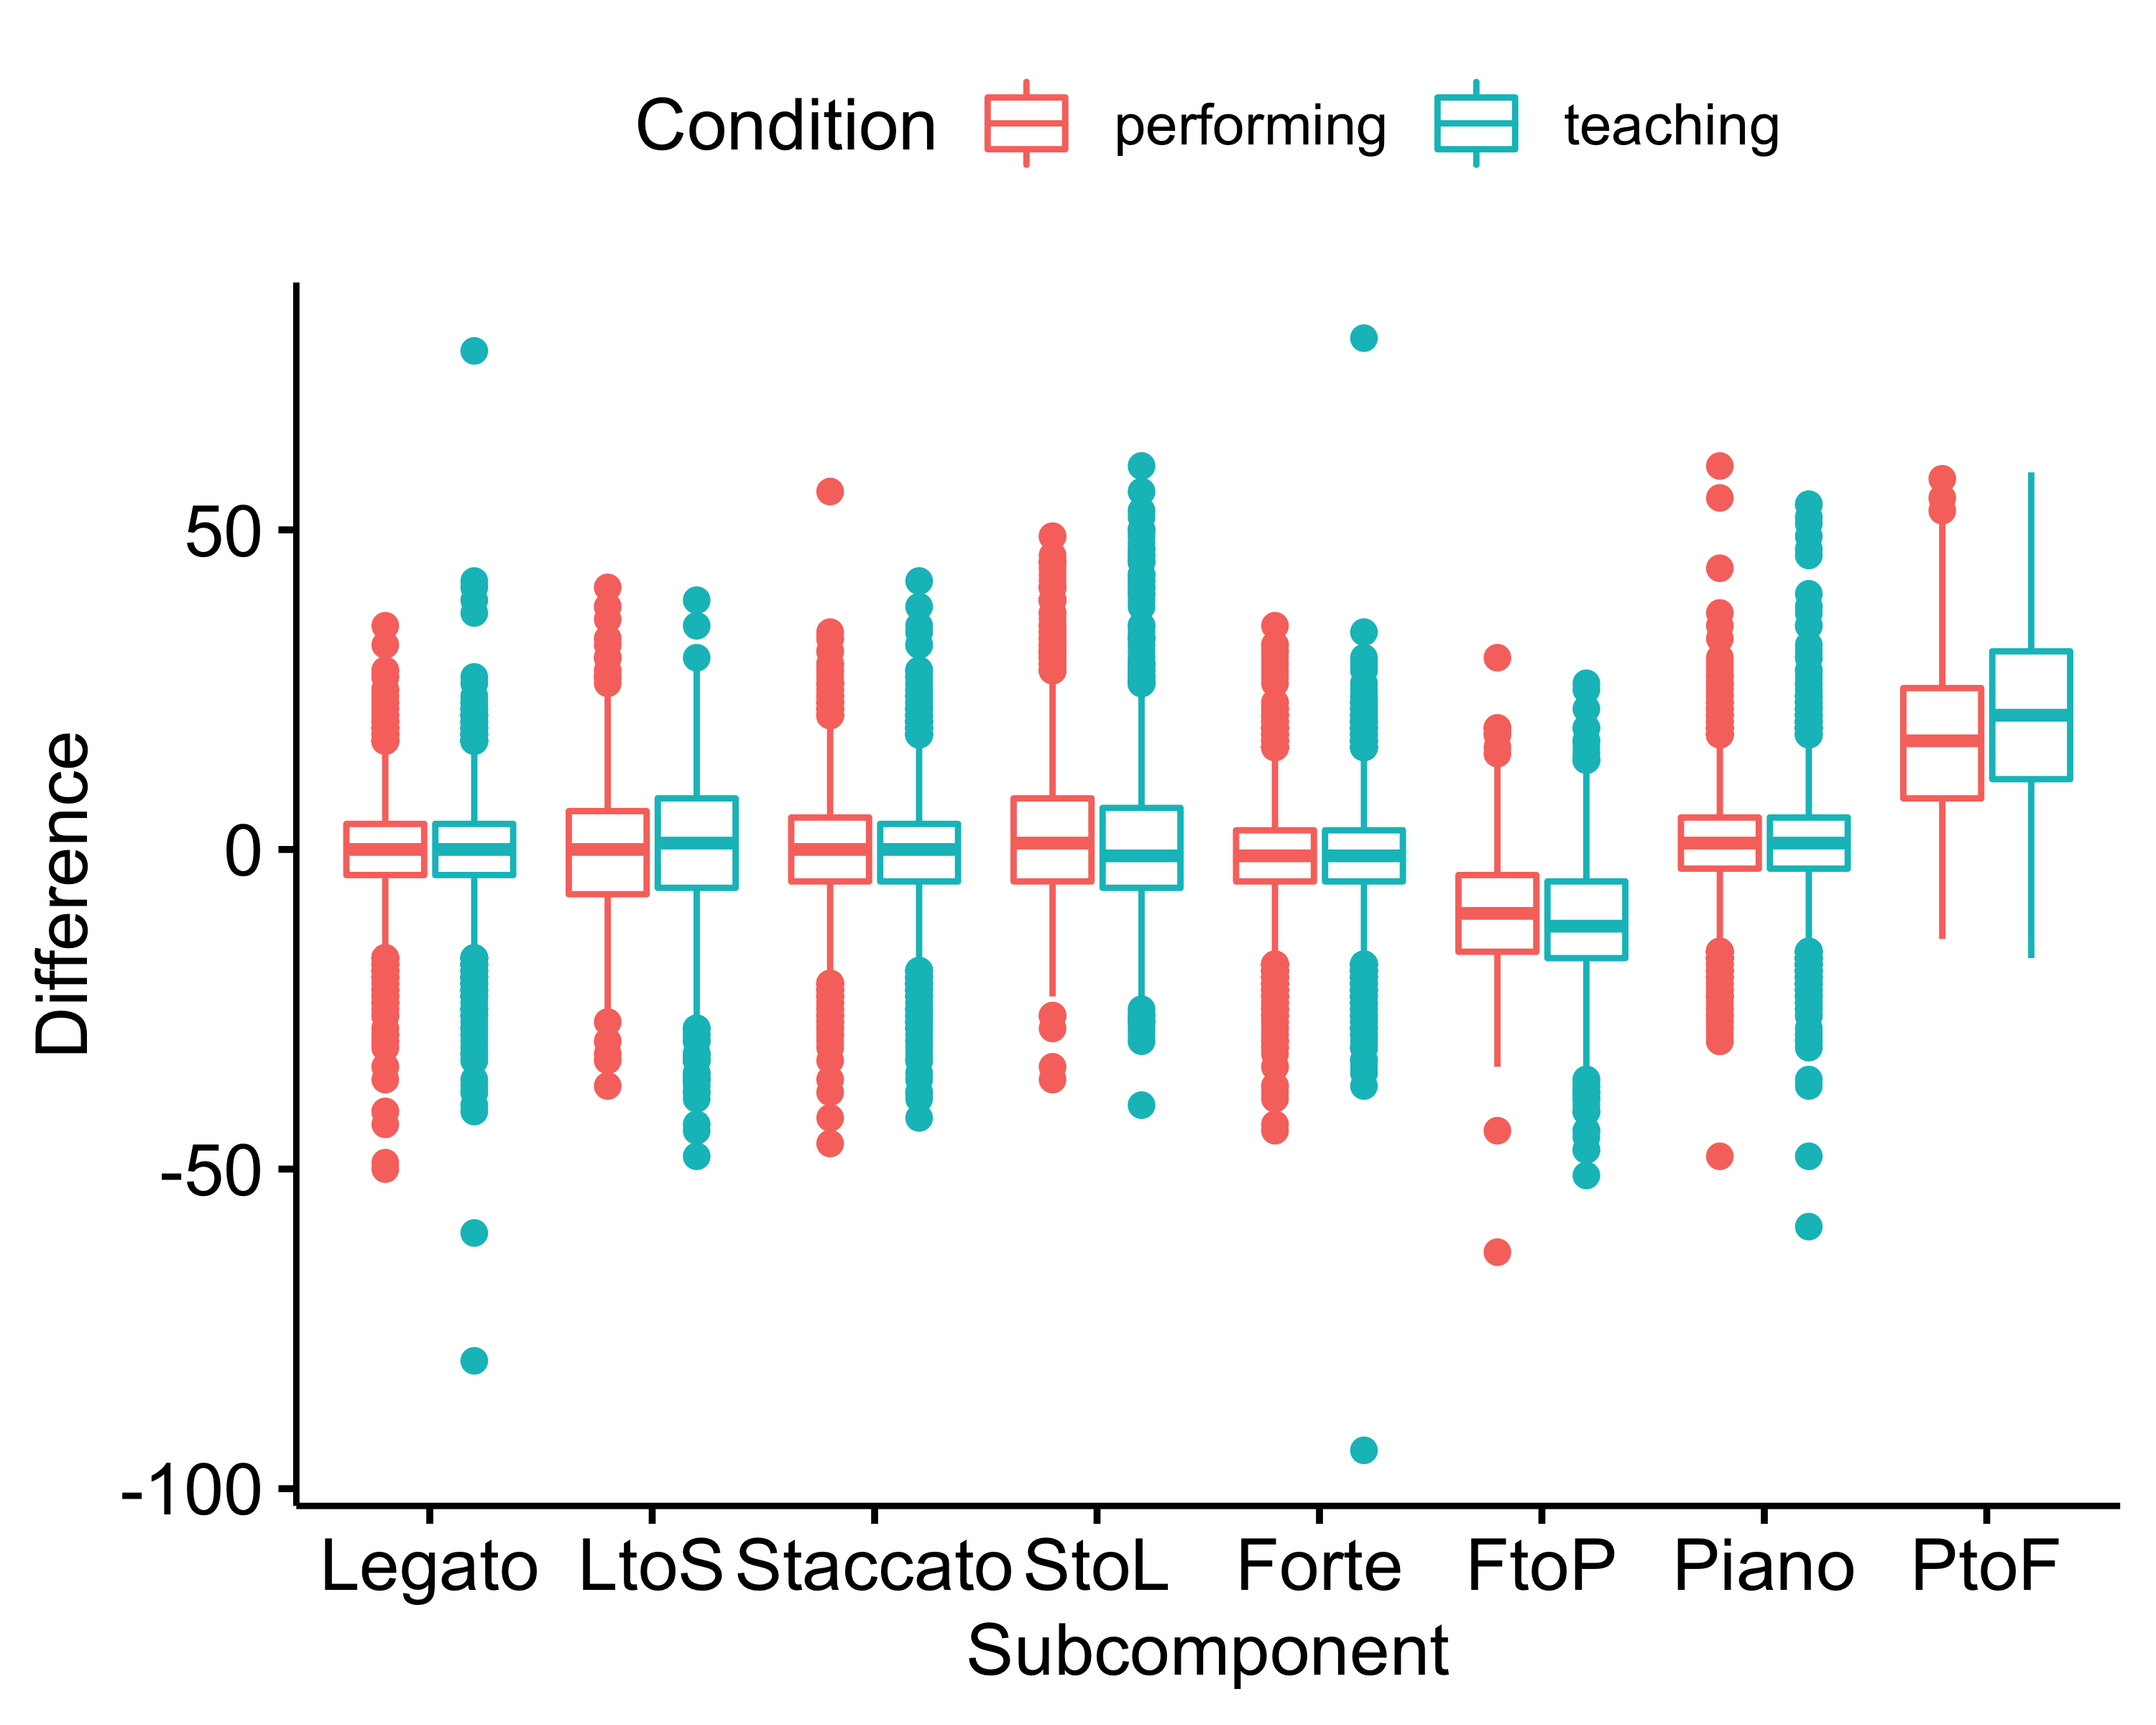 Condition performing teaching
50
0
-50
-100
Difference
Legato LtoS Staccato StoL Forte FtoP Piano PtoF
Subcomponent